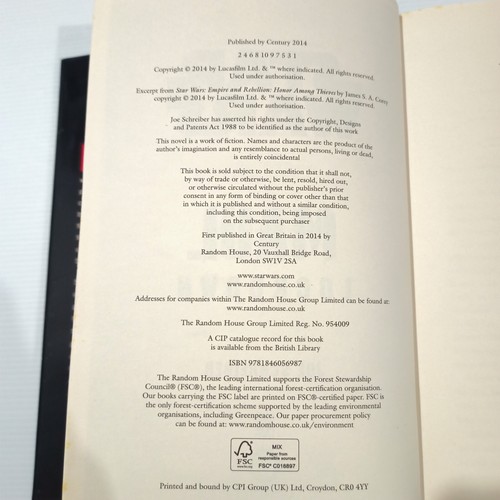 Published by Century 2014
2 4 6 8 10 9 7 5 3 1
Copyright © 2014 by Lucasfilm Ltd. & ™ where indicated. All rights reserved.
Used under authorisation.
Excerpt from Star Wars: Empire and Rebellion: Honor Among Thieves by James S. A. Corey
copyright © 2014 by Lucasfilm Ltd. & ™ where indicated. All rights reserved.
Used under authorisation.
Joe Schreiber has asserted his rights under the Copyright, Designs
and Patents Act 1988 to be identified as the author of this work
This novel is a work of fiction. Names and characters are the product of the
author's imagination and any resemblance to actual persons, living or dead,
is entirely coincidental
This book is sold subject to the condition that it shall not,
by way of trade or otherwise, be lent, resold, hired out,
or otherwise circulated without the publisher's prior
consent in any form of binding or cover other than that
in which it is published and without a similar condition,
including this condition, being imposed
on the subsequent purchaser
First published in Great Britain in 2014 by
Century
Random House, 20 Vauxhall Bridge Road,
London SW1V 2SA
www.starwars.com
www.randomhouse.co.uk
Addresses for companies within The Random House Group Limited can be found at:
www.randomhouse.co.uk
The Random House Group Limited Reg. No. 954009
A CIP catalogue record for this book
is available from the British Library
ISBN 9781846056987
The Random House Group Limited supports the Forest Stewardship
Council® (FSC®), the leading international forest-certification organisation.
Our books carrying the FSC label are printed on FSC®-certified paper. FSC is
the only forest-certification scheme supported by the leading environmental
organisations, including Greenpeace. Our paper procurement policy
can be found at: www.randomhouse.co.uk/environment
FSC
www.fsc.org
MIX
Paper from
responsible sources
FSC® C016897
Printed and bound by CPI Group (UK) Ltd, Croydon, CR0 4YY